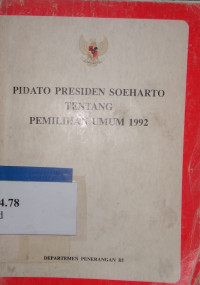 PIDATO PRESIDEN SOEHARTO
TENTANG
PEMILIHAN UMUM 1992
4.78
DEPARTEMEN PENERANGAN RI.